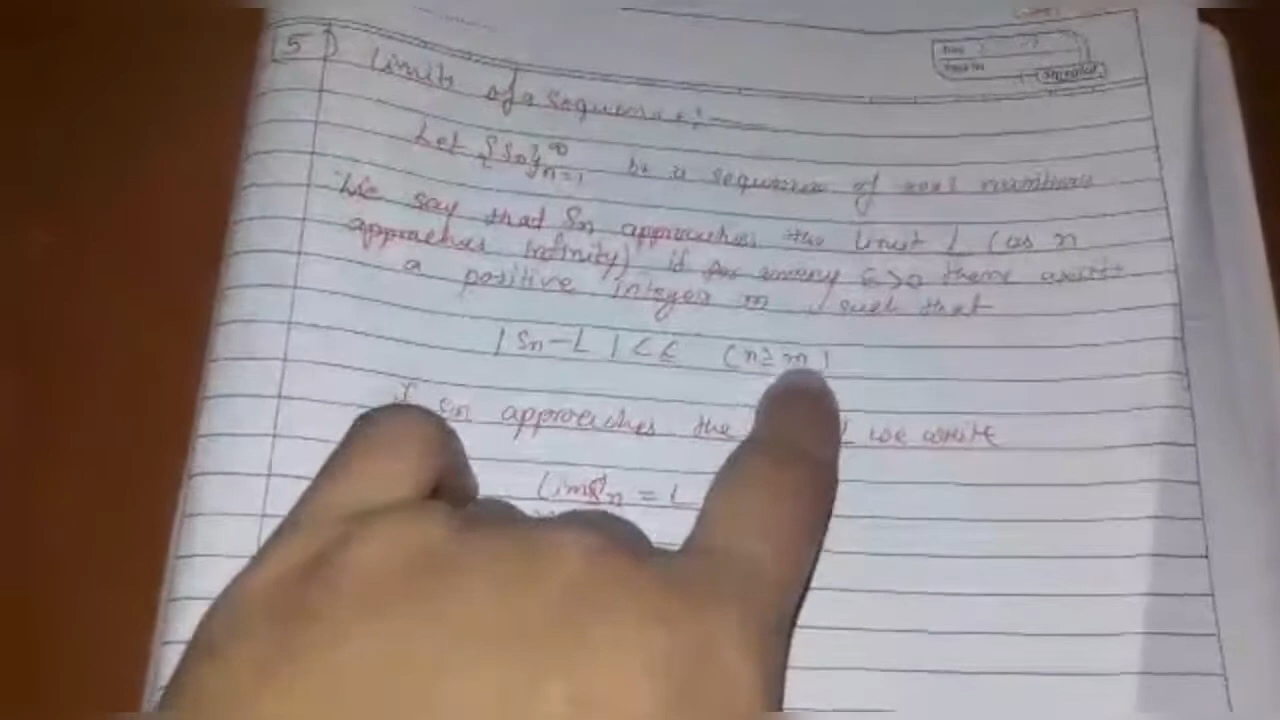 5) Limits of a sequence:—
Let {Sn}∞n=1 be a sequence of real numbers
We say that Sn approaches the limit L (as n
approaches infinity) if for every ε>0 there exists
a positive integer m such that
|Sn-L|<ε (n≥m)
If Sn approaches the L we write
Lim Sn = L